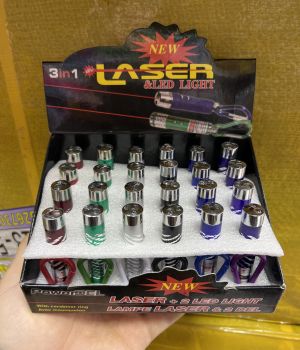 NEW
3 in 1
LASER
& LED LIGHT
NEW
LASER + 2 LED LIGHT
LAMPE LASER & 2 DEL